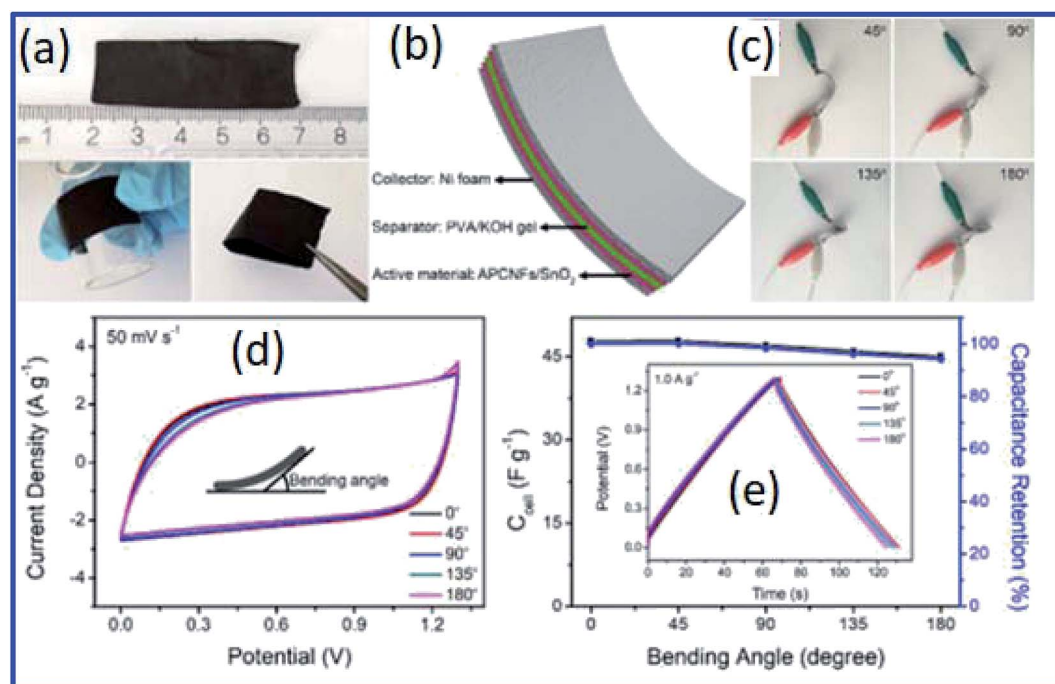 (a)
1 2 3 4 5 6 7 8
(b)
Collector: Ni foam
Separator: PVA/KOH gel
Active material: APCNFs/SnO₂
(c)
45°
90°
135°
180°
50 mV s⁻¹
(d)
Current Density (A g⁻¹)
4
2
0
-2
-4
Bending angle
0°
45°
90°
135°
180°
0.0 0.3 0.6 0.9 1.2
Potential (V)
C_cell (F g⁻¹)
45
30
15
0
1.0 A g⁻¹
0°
45°
90°
135°
180°
Potential (V)
1.2
0.9
0.6
0.3
0.0
(e)
0 20 40 60 80 100 120 140
Time (s)
100
80
60
40
20
0
Capacitance Retention (%)
0 45 90 135 180
Bending Angle (degree)